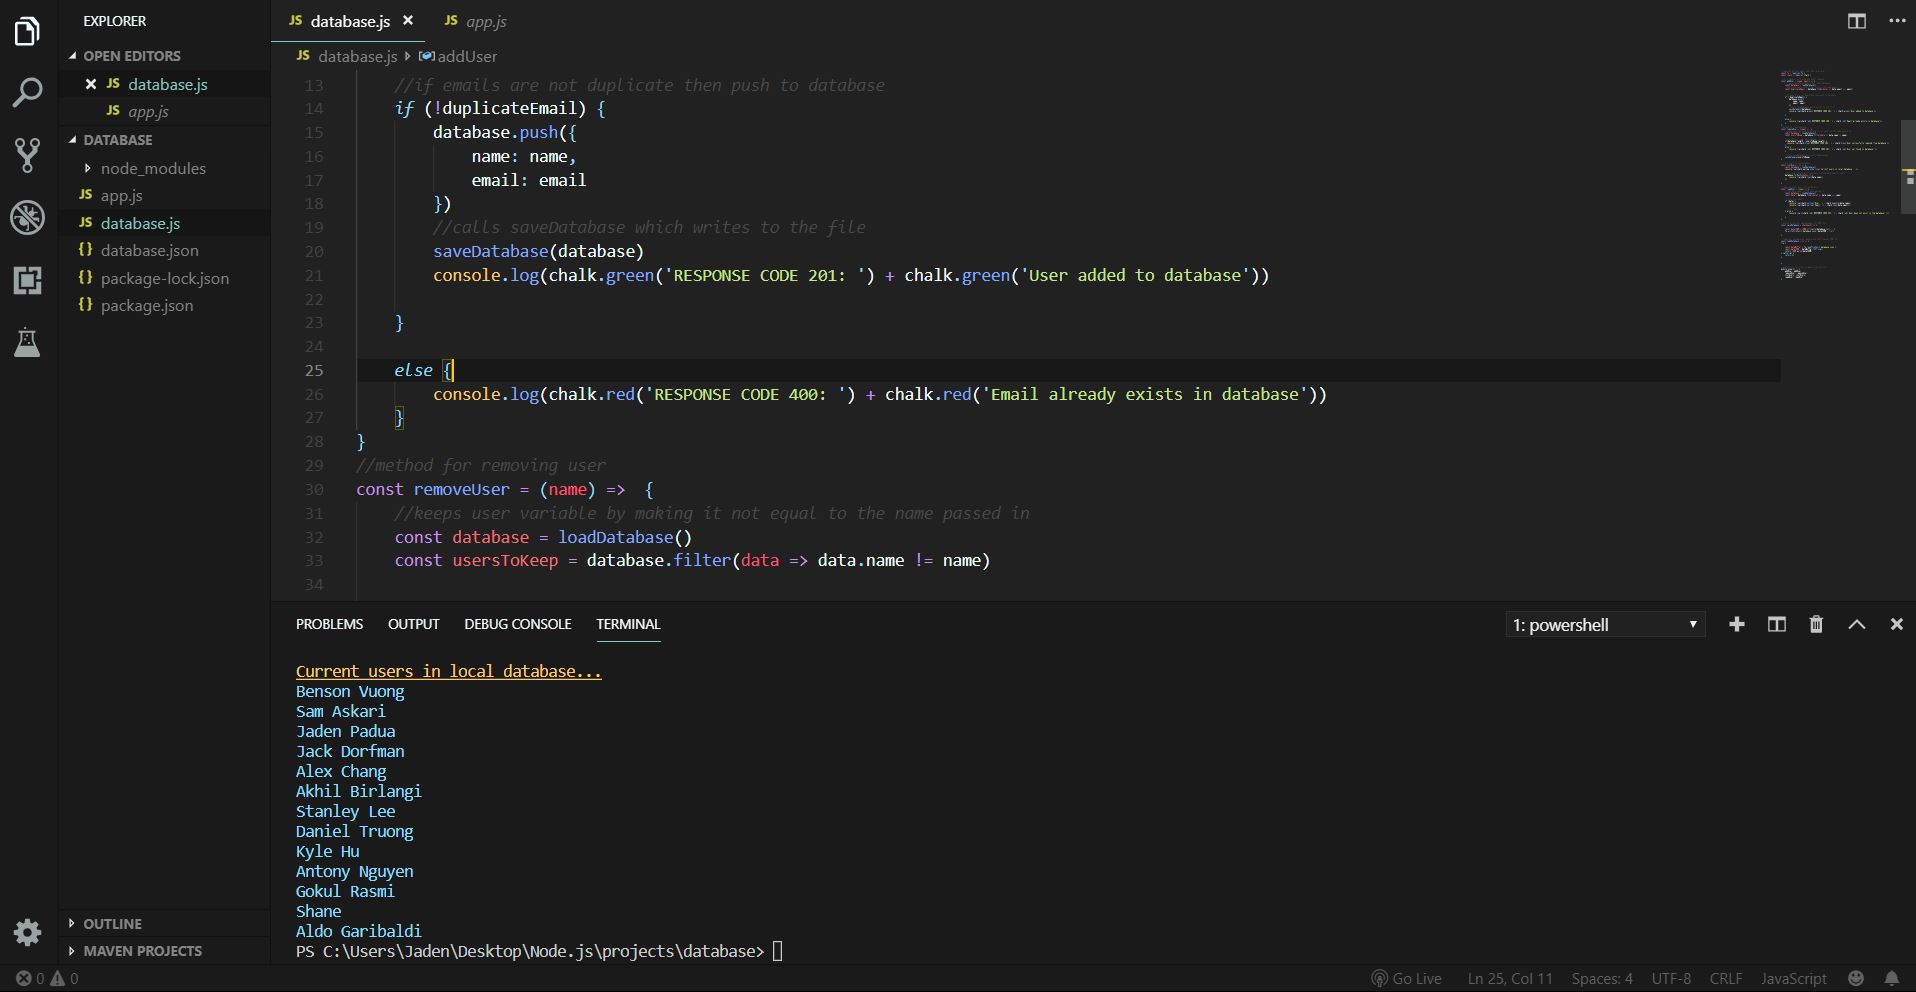 EXPLORER
OPEN EDITORS
JS database.js
JS app.js
DATABASE
node_modules
JS app.js
JS database.js
{} database.json
{} package-lock.json
{} package.json
OUTLINE
MAVEN PROJECTS
JS database.js
JS app.js
JS database.js addUser
13 //if emails are not duplicate then push to database
14 if (!duplicateEmail) {
15 database.push({
16 name: name,
17 email: email
18 })
19 //calls saveDatabase which writes to the file
20 saveDatabase(database)
21 console.log(chalk.green('RESPONSE CODE 201: ') + chalk.green('User added to database'))
22
23 }
24
25 else {
26 console.log(chalk.red('RESPONSE CODE 400: ') + chalk.red('Email already exists in database'))
27 }
28 }
29 //method for removing user
30 const removeUser = (name) => {
31 //keeps user variable by making it not equal to the name passed in
32 const database = loadDatabase()
33 const usersToKeep = database.filter(data => data.name != name)
34
PROBLEMS OUTPUT DEBUG CONSOLE TERMINAL 1: powershell
Current users in local database...
Benson Vuong
Sam Askari
Jaden Padua
Jack Dorfman
Alex Chang
Akhil Birlangi
Stanley Lee
Daniel Truong
Kyle Hu
Antony Nguyen
Gokul Rasmi
Shane
Aldo Garibaldi
PS C:\Users\Jaden\Desktop\Node.js\projects\database>
0 0 Go Live Ln 25, Col 11 Spaces: 4 UTF-8 CRLF JavaScript